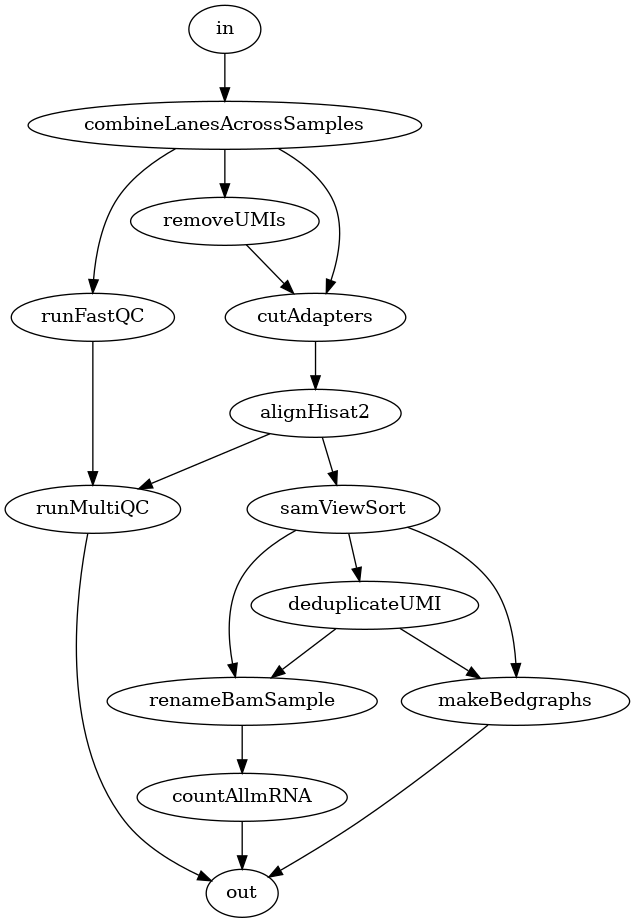 in
combineLanesAcrossSamples
removeUMIs
runFastQC
cutAdapters
alignHisat2
runMultiQC
samViewSort
deduplicateUMI
renameBamSample
makeBedgraphs
countAllmRNA
out